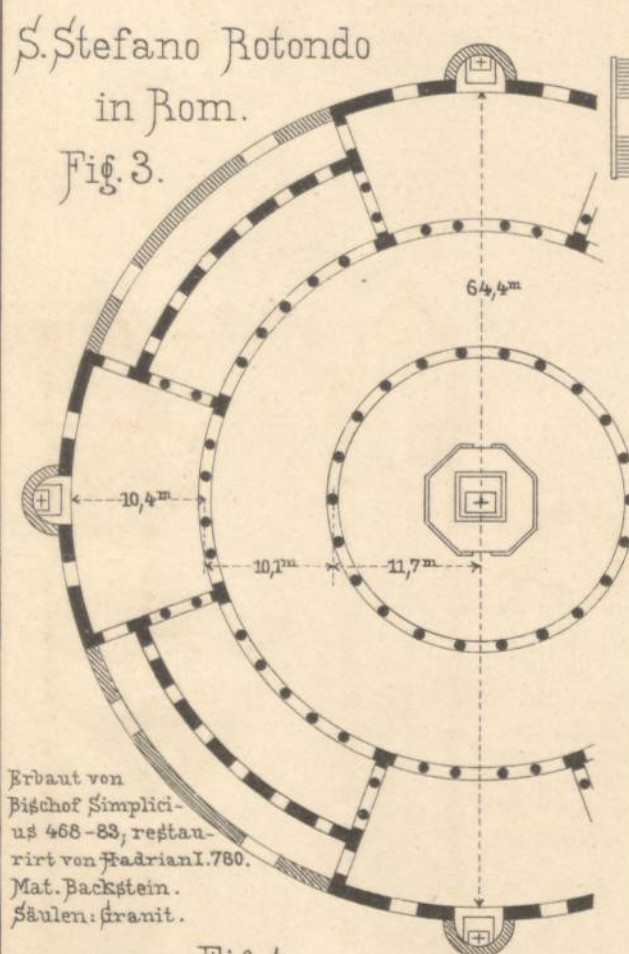 S. Stefano Rotondo
in Rom.
Fig. 3.
64,4m
10,4m
10,1m
11,7m
Erbaut von
Bischof Simplici-
us 468-83; restau-
rirt von Hadrian I. 780.
Mat. Backstein.
Säulen: Granit.